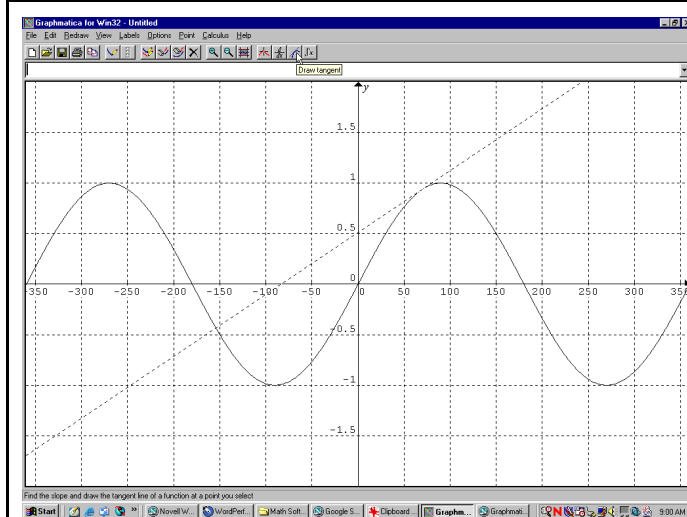 Graphmatica for Win32 - Untitled
File Edit Redraw View Labels Options Point Calculus Help
Draw tangent
y
1.5
1
0.5
0
350 -300 -250 -200 -150 -100 -50 0 50 100 150 200 250 300 35
-0.5
-1
-1.5
Find the slope and draw the tangent line of a function at a point you select
Start » Novell W... WordPerf... Math Soft... Google S... Clipboard ... Graphm... Graphmati... 9:00 AM